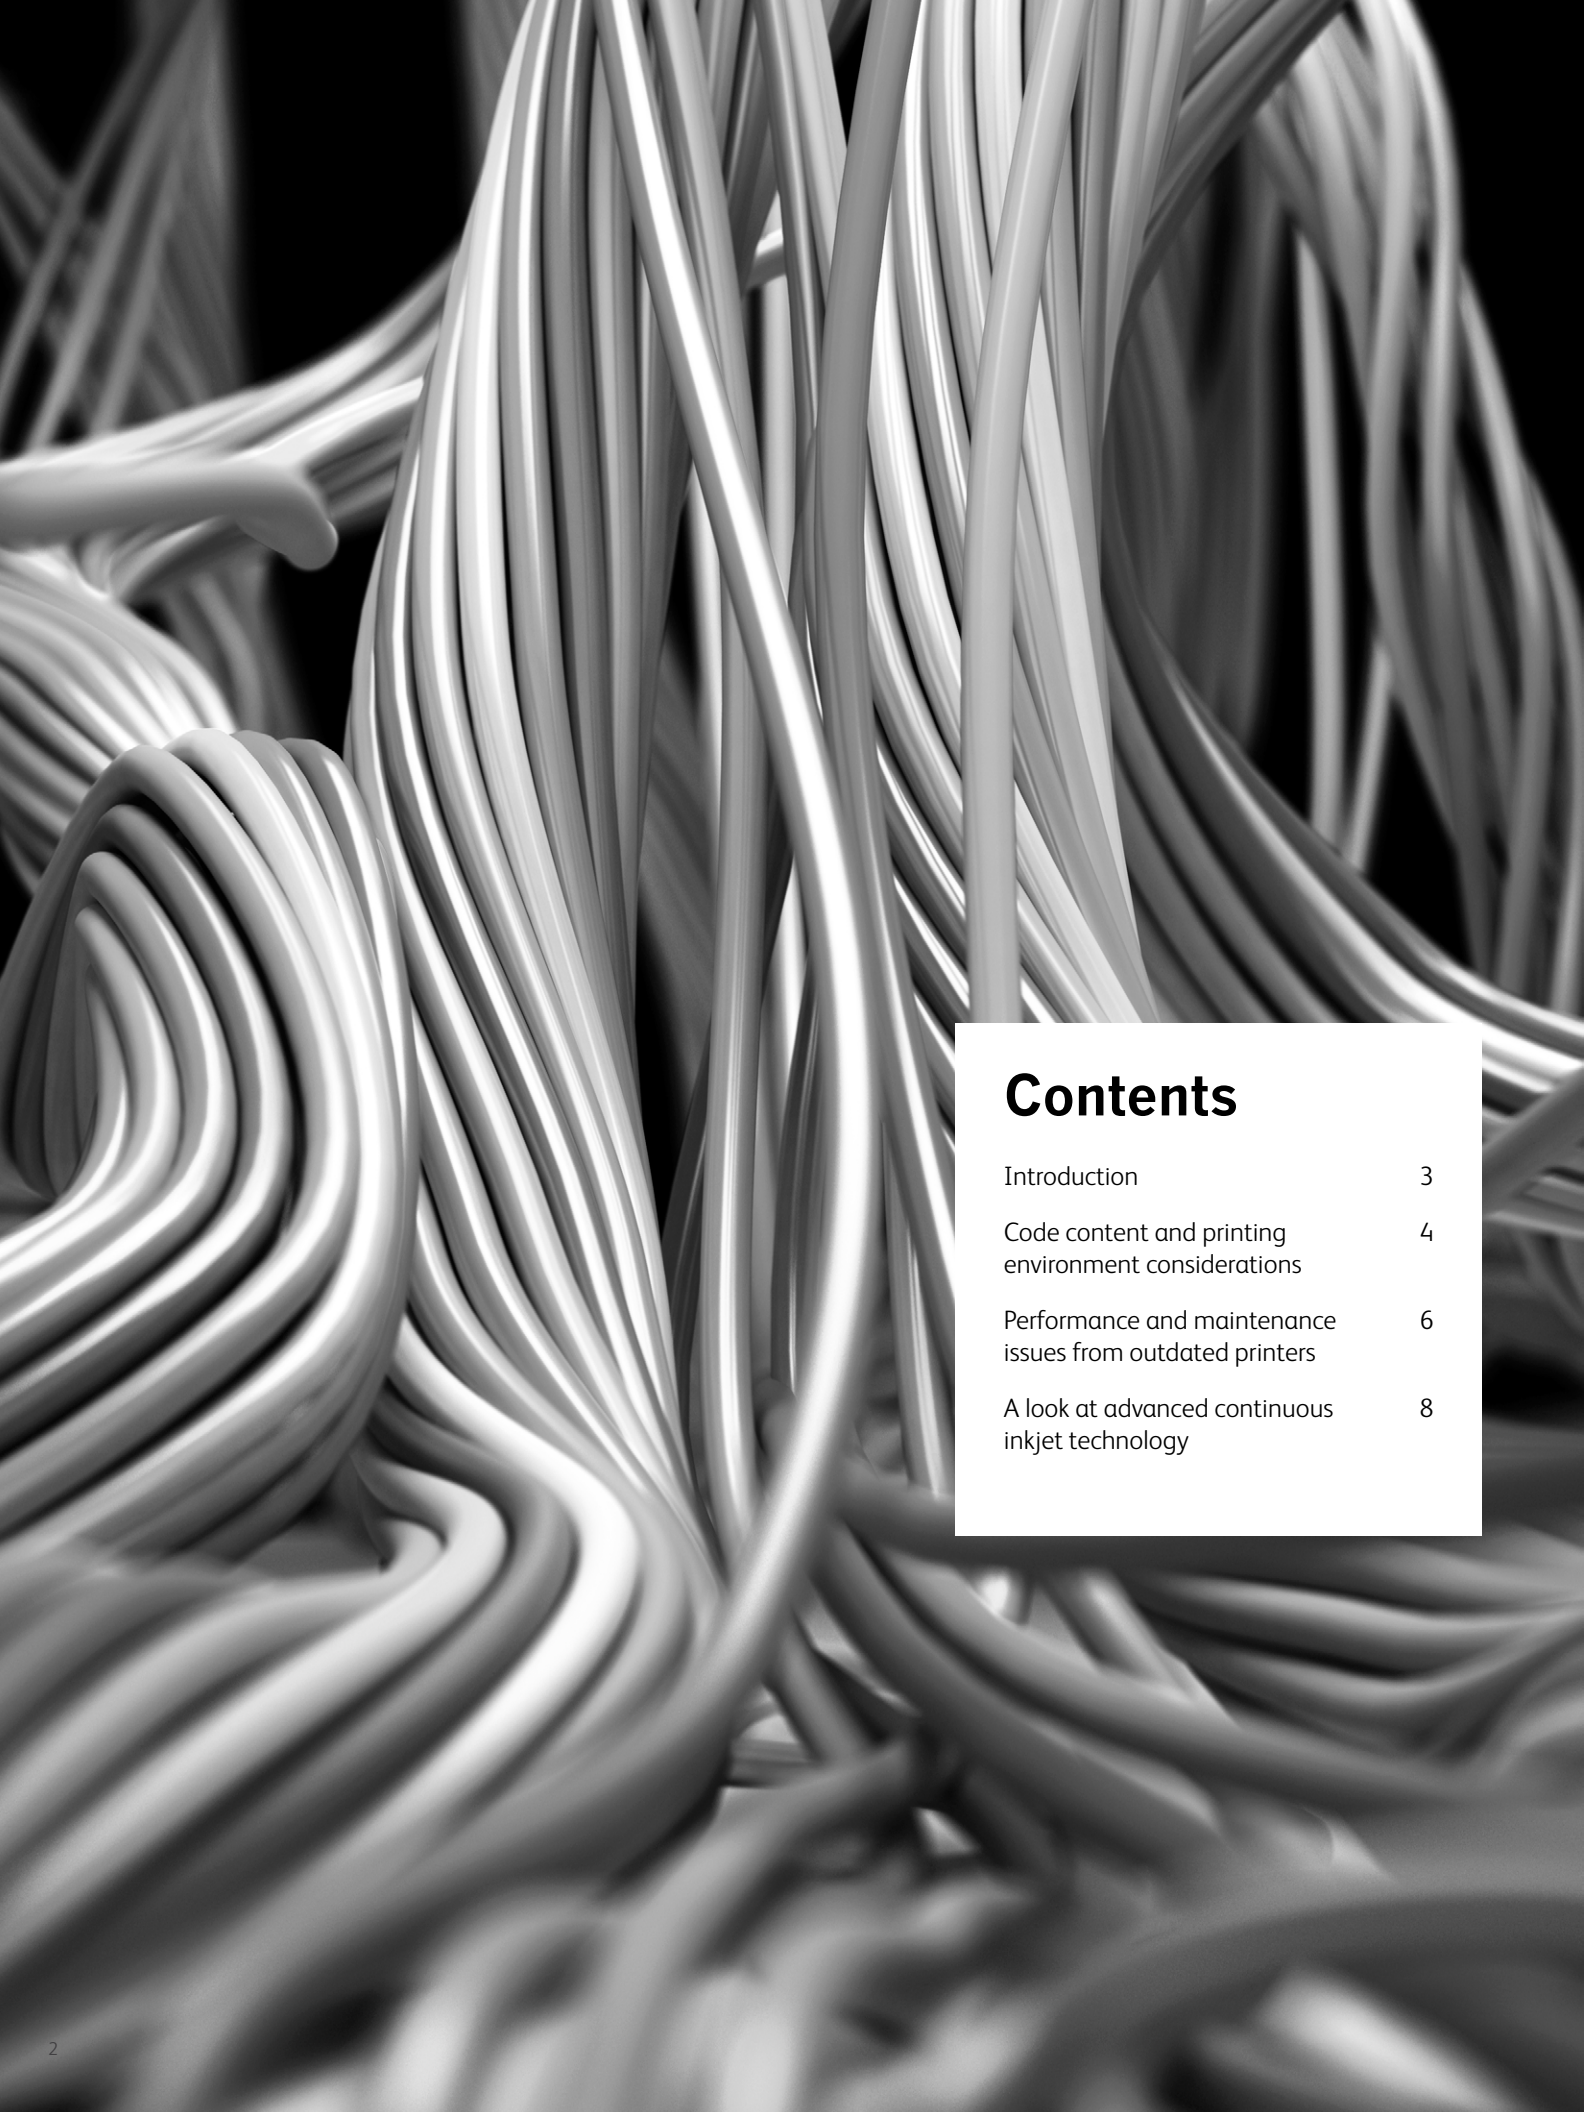 Contents
Introduction 3
Code content and printing 4
environment considerations
Performance and maintenance 6
issues from outdated printers
A look at advanced continuous 8
inkjet technology
2